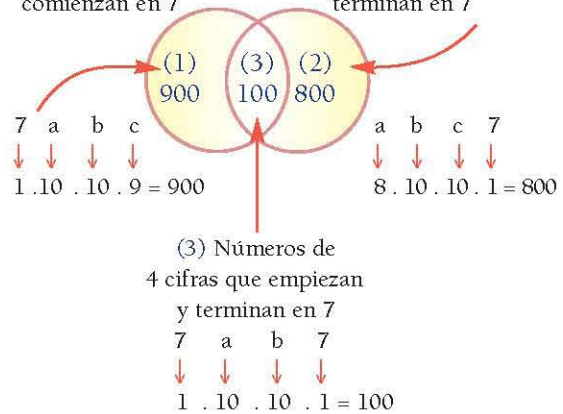 comienzan en 7
terminan en 7
(1) (3) (2)
900 100 800
7 a b c
1 . 10 . 10 . 9 = 900
a b c 7
8 . 10 . 10 . 1 = 800
(3) Números de
4 cifras que empiezan
y terminan en 7
7 a b 7
1 . 10 . 10 . 1 = 100